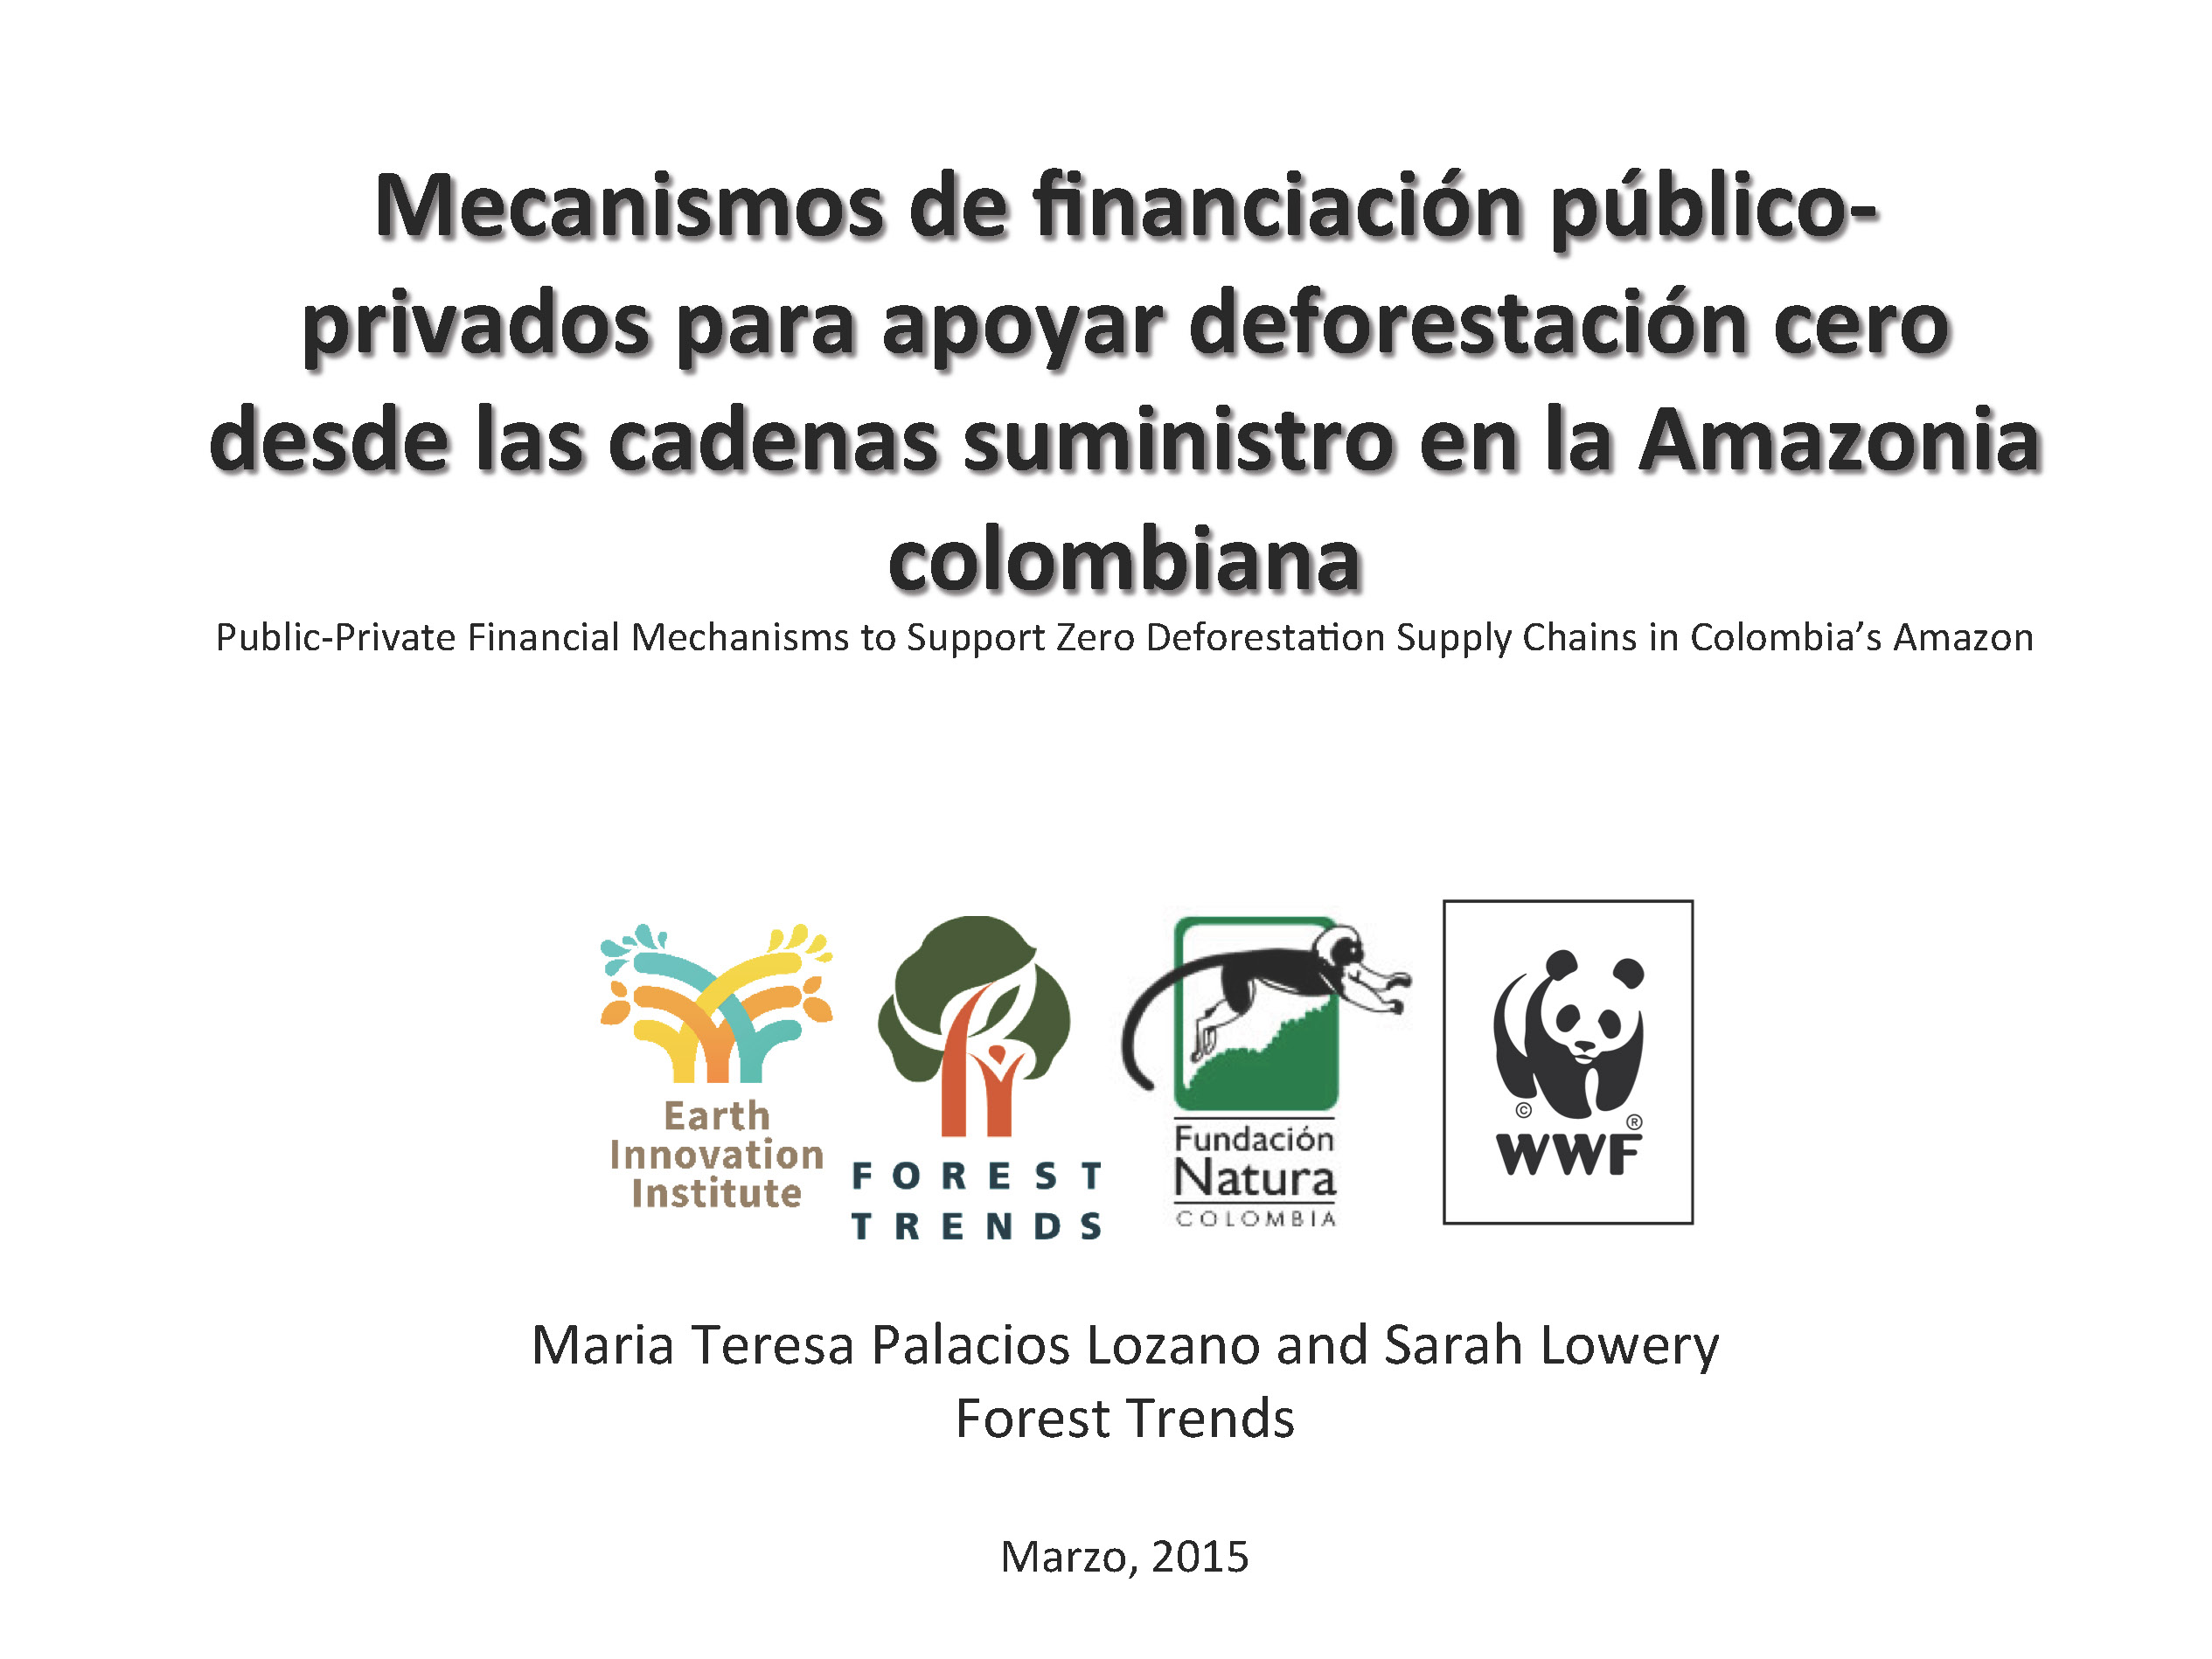 Mecanismos de financiación público-
privados para apoyar deforestación cero
desde las cadenas suministro en la Amazonia
colombiana
Public-Private Financial Mechanisms to Support Zero Deforestation Supply Chains in Colombia's Amazon
Earth
Innovation
Institute
FOREST
TRENDS
Fundación
Natura
COLOMBIA
©
®
WWF
Maria Teresa Palacios Lozano and Sarah Lowery
Forest Trends
Marzo, 2015